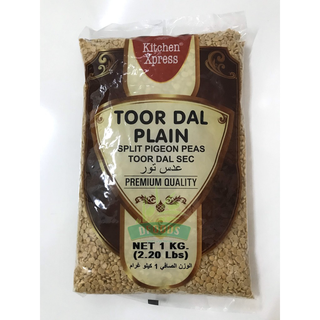 Kitchen
Xpress
TOOR DAL
PLAIN
SPLIT PIGEON PEAS
TOOR DAL SEC
عدس تور
PREMIUM QUALITY
NET 1 KG.
(2.20 Lbs)
الوزن الصافي 1 كيلو غرام